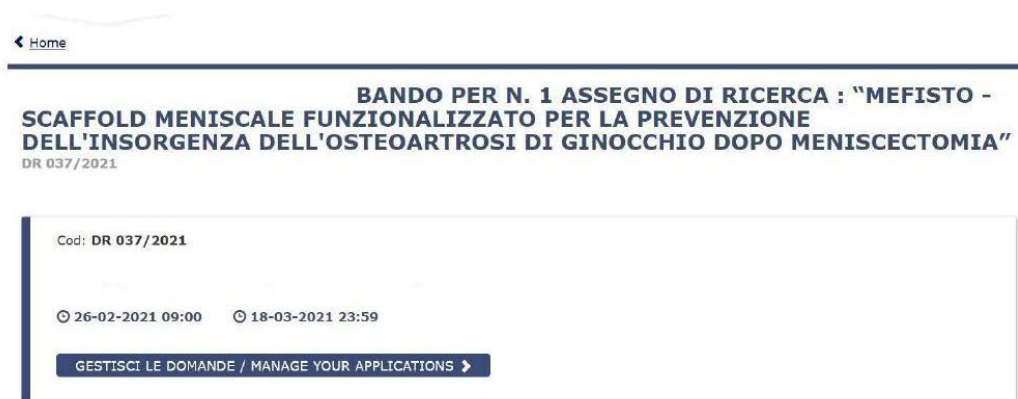 Home
BANDO PER N. 1 ASSEGNO DI RICERCA : “MEFISTO -
SCAFFOLD MENISCALE FUNZIONALIZZATO PER LA PREVENZIONE
DELL'INSORGENZA DELL'OSTEOARTROSI DI GINOCCHIO DOPO MENISCECTOMIA”
DR 037/2021
Cod: DR 037/2021
26-02-2021 09:00 18-03-2021 23:59
GESTISCI LE DOMANDE / MANAGE YOUR APPLICATIONS